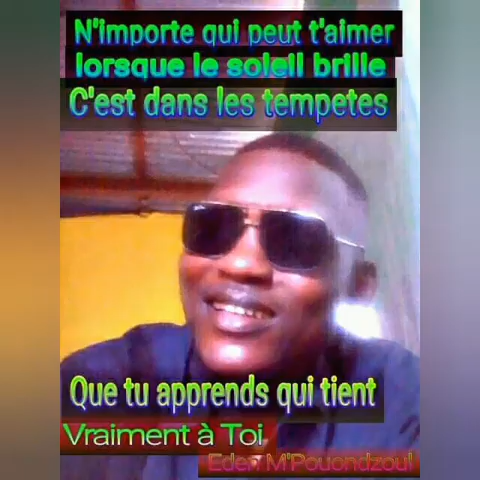 N'importe qui peut t'aimer
lorsque le soleil brille
C'est dans les tempetes
Que tu apprends qui tient
Vraiment à Toi
Eden M'Pouondzoul